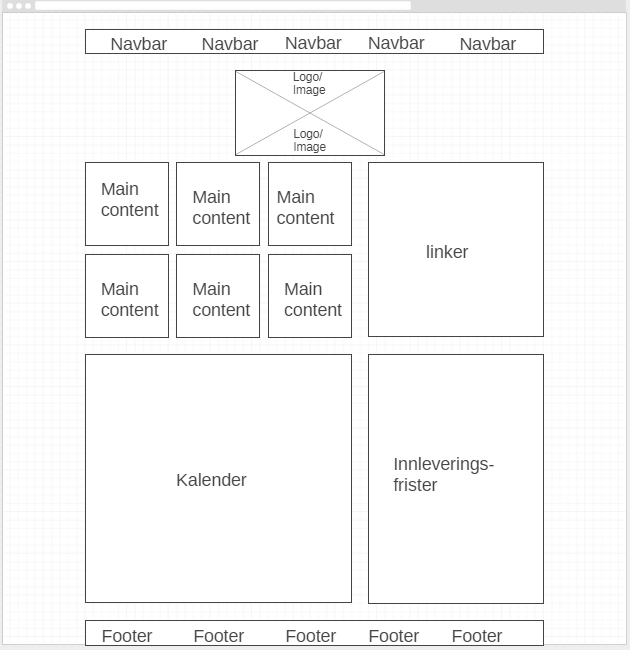 Navbar Navbar Navbar Navbar Navbar
Logo/
Image
Logo/
Image
Main
content
Main
content
Main
content
linker
Main
content
Main
content
Main
content
Kalender
Innleverings-
frister
Footer Footer Footer Footer Footer